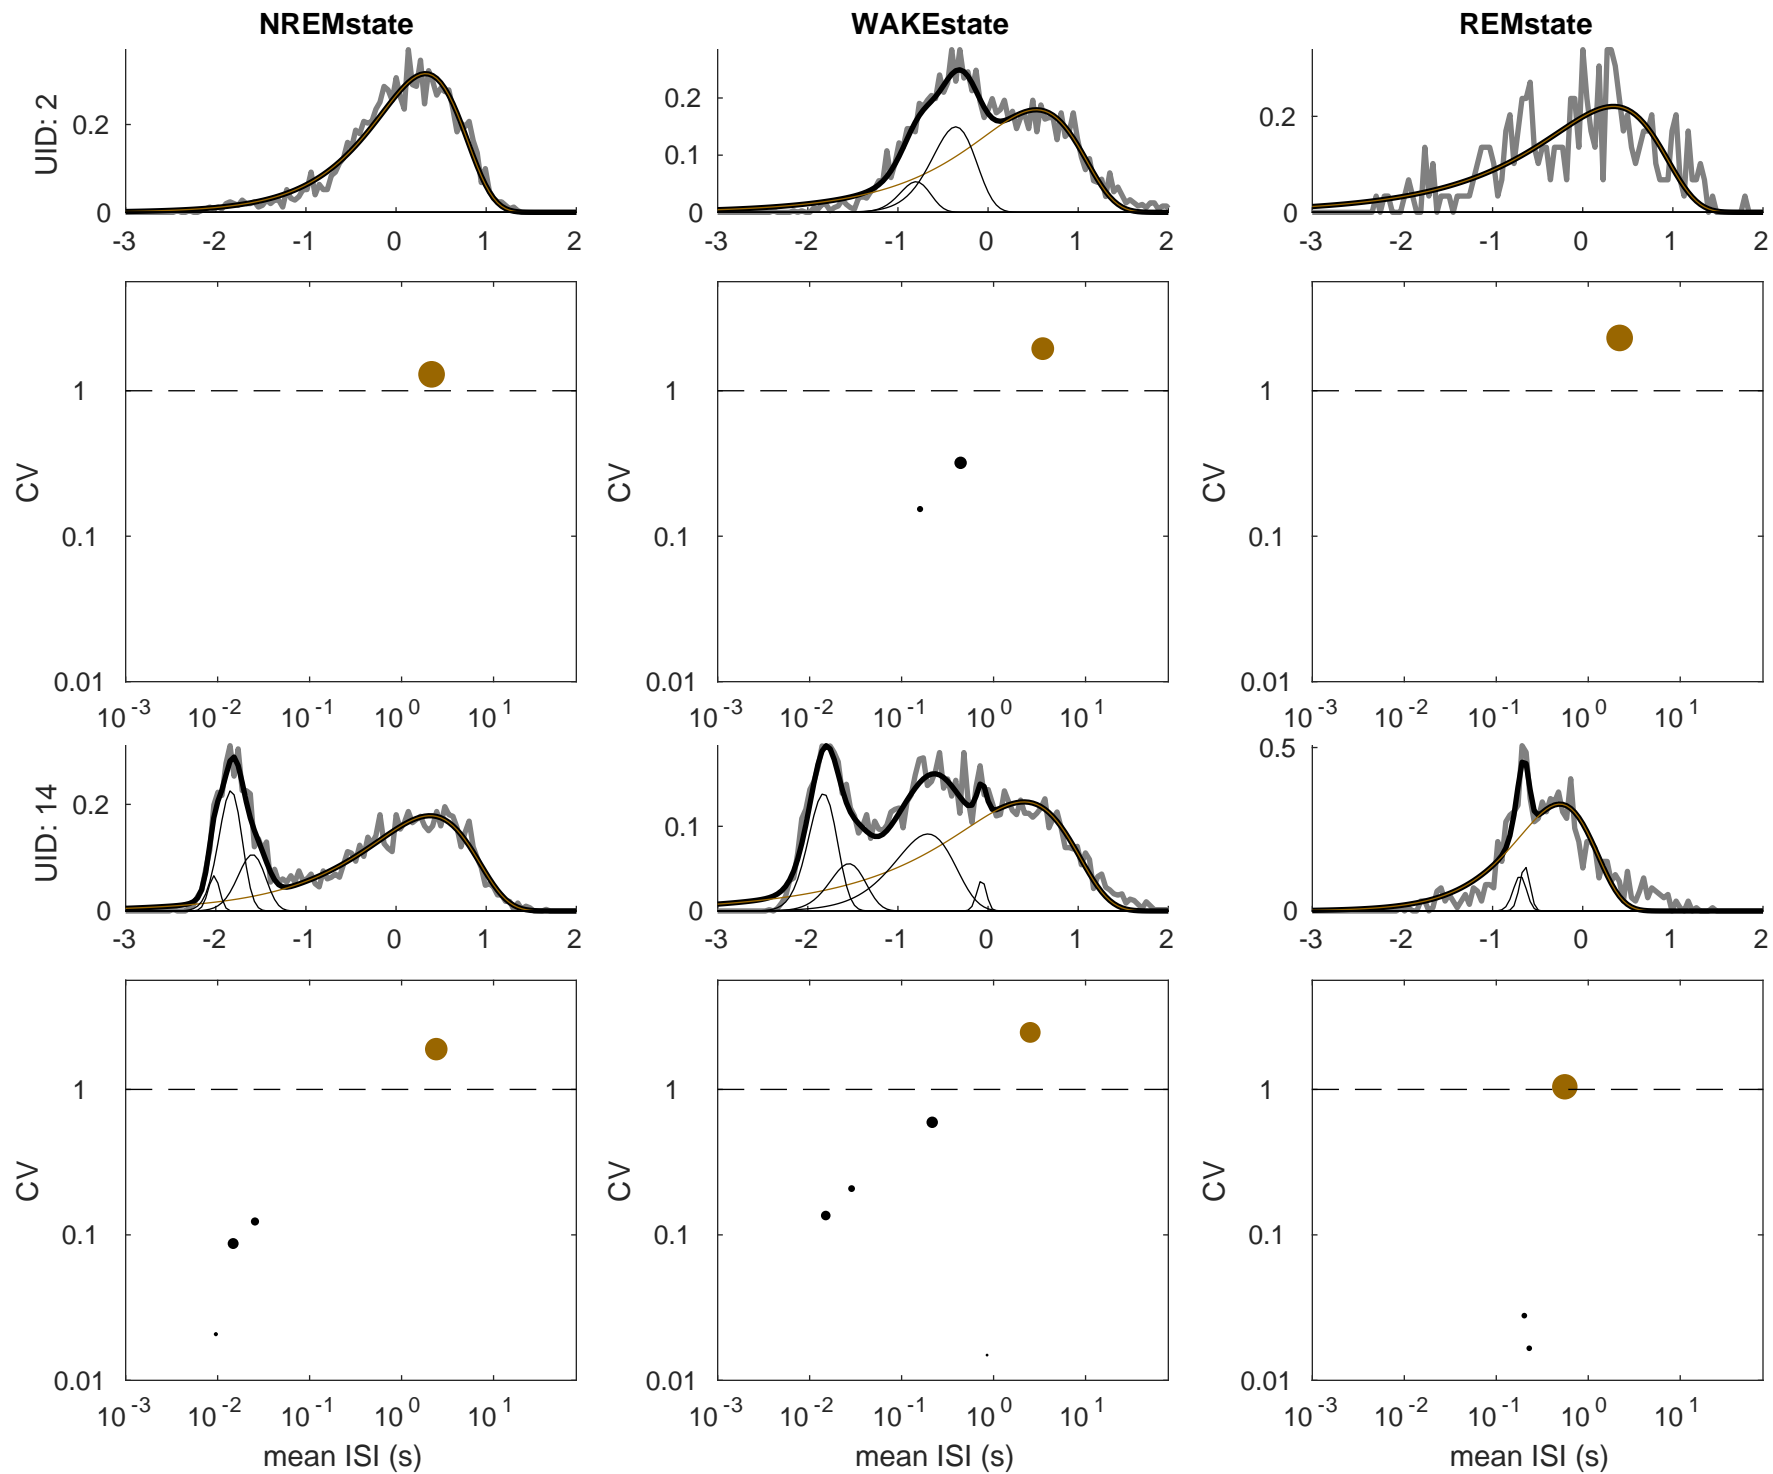 NREMstate WAKEstate REMstate
UID: 2
0.2 0
-3 -2 -1 0 1 2
0.2 0.1 0
-3 -2 -1 0 1 2
0.2 0
-3 -2 -1 0 1 2
CV
1 0.1 0.01
10^-3 10^-2 10^-1 10^0 10^1
CV
1 0.1 0.01
10^-3 10^-2 10^-1 10^0 10^1
CV
1 0.1 0.01
10^-3 10^-2 10^-1 10^0 10^1
UID: 14
0.2 0
-3 -2 -1 0 1 2
0.1 0
-3 -2 -1 0 1 2
0.5 0
-3 -2 -1 0 1 2
CV
1 0.1 0.01
10^-3 10^-2 10^-1 10^0 10^1
mean ISI (s)
CV
1 0.1 0.01
10^-3 10^-2 10^-1 10^0 10^1
mean ISI (s)
CV
1 0.1 0.01
10^-3 10^-2 10^-1 10^0 10^1
mean ISI (s)